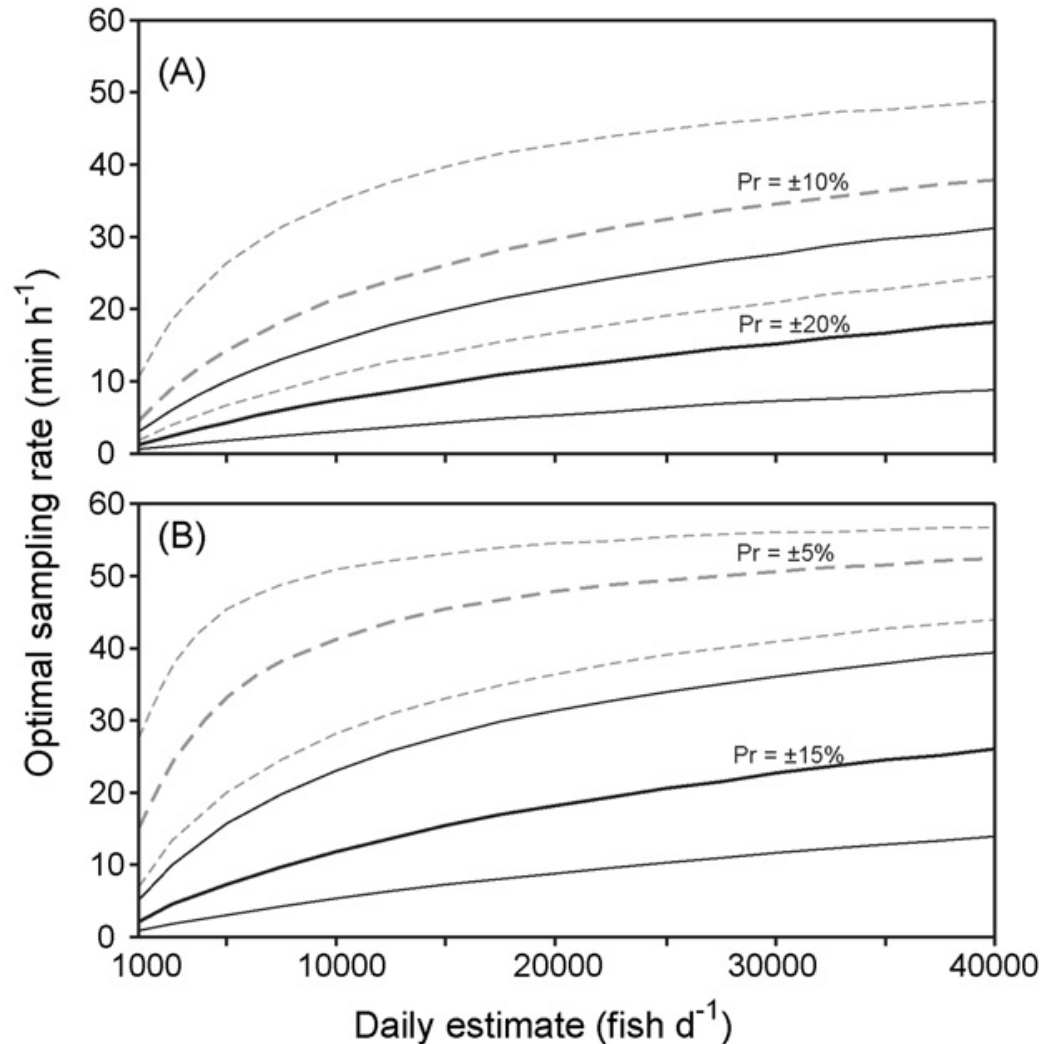 Optimal sampling rate (min h⁻¹)
60
(A)
50
40
Pr = ±10%
30
20
Pr = ±20%
10
0
60
(B)
50
Pr = ±5%
40
30
20
Pr = ±15%
10
0
1000 10000 20000 30000 40000
Daily estimate (fish d⁻¹)